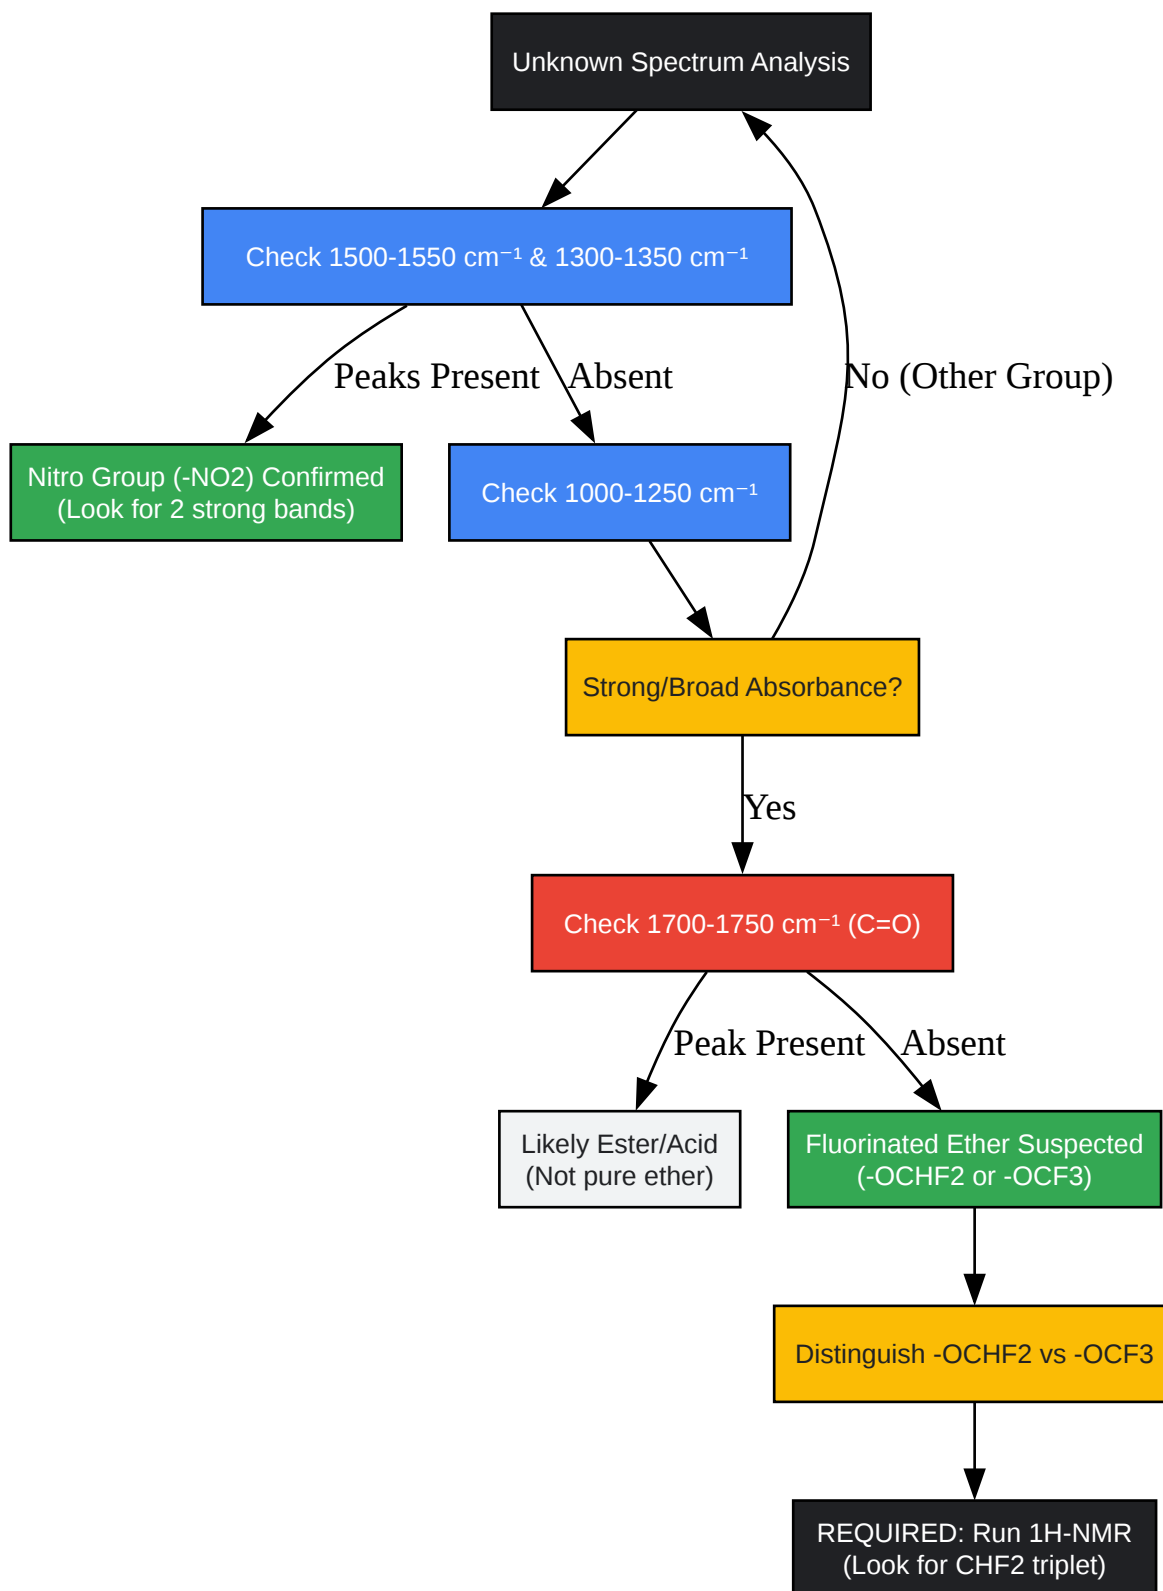 Unknown Spectrum Analysis
Check 1500-1550 cm⁻¹ & 1300-1350 cm⁻¹
Peaks Present
Absent
No (Other Group)
Nitro Group (-NO2) Confirmed
(Look for 2 strong bands)
Check 1000-1250 cm⁻¹
Strong/Broad Absorbance?
Yes
Check 1700-1750 cm⁻¹ (C=O)
Peak Present
Absent
Likely Ester/Acid
(Not pure ether)
Fluorinated Ether Suspected
(-OCHF2 or -OCF3)
Distinguish -OCHF2 vs -OCF3
REQUIRED: Run 1H-NMR
(Look for CHF2 triplet)